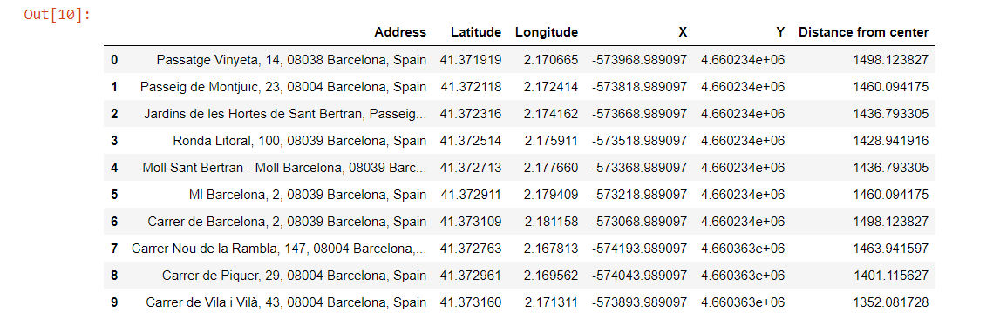 Out[10]:
Address Latitude Longitude X Y Distance from center
0 Passatge Vinyeta, 14, 08038 Barcelona, Spain 41.371919 2.170665 -573968.989097 4.660234e+06 1498.123827
1 Passeig de Montjuïc, 23, 08004 Barcelona, Spain 41.372118 2.172414 -573818.989097 4.660234e+06 1460.094175
2 Jardins de les Hortes de Sant Bertran, Passeig... 41.372316 2.174162 -573668.989097 4.660234e+06 1436.793305
3 Ronda Litoral, 100, 08039 Barcelona, Spain 41.372514 2.175911 -573518.989097 4.660234e+06 1428.941916
4 Moll Sant Bertran - Moll Barcelona, 08039 Barc... 41.372713 2.177660 -573368.989097 4.660234e+06 1436.793305
5 Ml Barcelona, 2, 08039 Barcelona, Spain 41.372911 2.179409 -573218.989097 4.660234e+06 1460.094175
6 Carrer de Barcelona, 2, 08039 Barcelona, Spain 41.373109 2.181158 -573068.989097 4.660234e+06 1498.123827
7 Carrer Nou de la Rambla, 147, 08004 Barcelona,... 41.372763 2.167813 -574193.989097 4.660363e+06 1463.941597
8 Carrer de Piquer, 29, 08004 Barcelona, Spain 41.372961 2.169562 -574043.989097 4.660363e+06 1401.115627
9 Carrer de Vila i Vilà, 43, 08004 Barcelona, Spain 41.373160 2.171311 -573893.989097 4.660363e+06 1352.081728